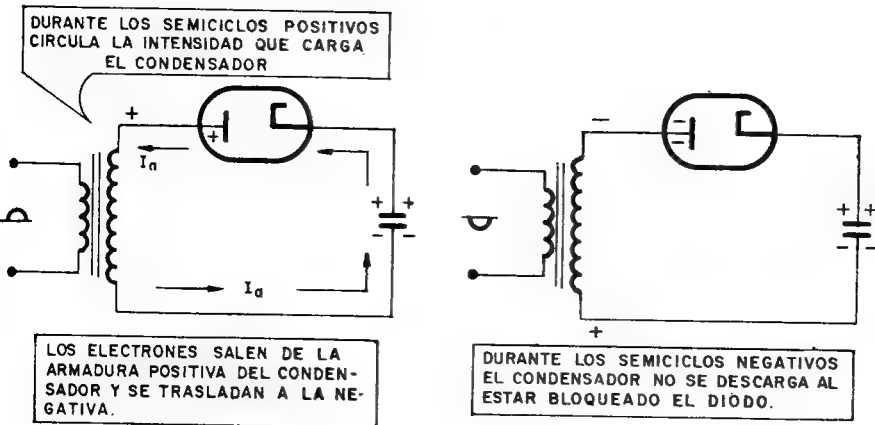 DURANTE LOS SEMICICLOS POSITIVOS
CIRCULA LA INTENSIDAD QUE CARGA
EL CONDENSADOR
+
+
Ia
+ +
- -
Ia
LOS ELECTRONES SALEN DE LA
ARMADURA POSITIVA DEL CONDEN-
SADOR Y SE TRASLADAN A LA NE-
GATIVA.
-
=
-
+ +
- -
+
DURANTE LOS SEMICICLOS NEGATIVOS
EL CONDENSADOR NO SE DESCARGA AL
ESTAR BLOQUEADO EL DIODO.